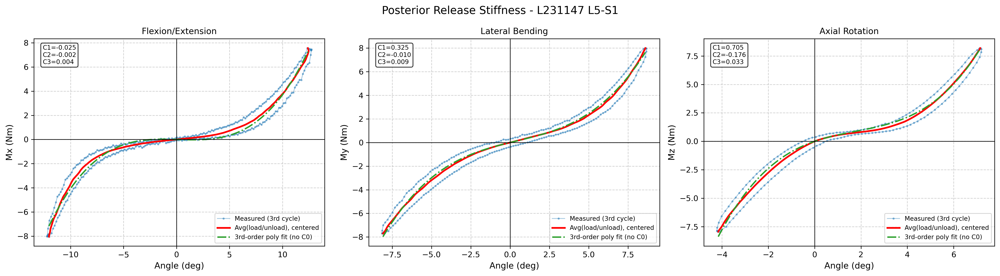 Posterior Release Stiffness - L231147 L5-S1
Flexion/Extension
C1=-0.025
C2=-0.002
C3=0.004
8
6
4
2
0
−2
−4
−6
−8
Mx (Nm)
−10
−5
0
5
10
Angle (deg)
Measured (3rd cycle)
Avg(load/unload), centered
3rd-order poly fit (no C0)
Lateral Bending
C1=0.325
C2=-0.010
C3=0.009
8
6
4
2
0
−2
−4
−6
−8
My (Nm)
−7.5
−5.0
−2.5
0.0
2.5
5.0
7.5
Angle (deg)
Measured (3rd cycle)
Avg(load/unload), centered
3rd-order poly fit (no C0)
Axial Rotation
C1=0.705
C2=-0.176
C3=0.033
7.5
5.0
2.5
0.0
−2.5
−5.0
−7.5
Mz (Nm)
−4
−2
0
2
4
6
Angle (deg)
Measured (3rd cycle)
Avg(load/unload), centered
3rd-order poly fit (no C0)